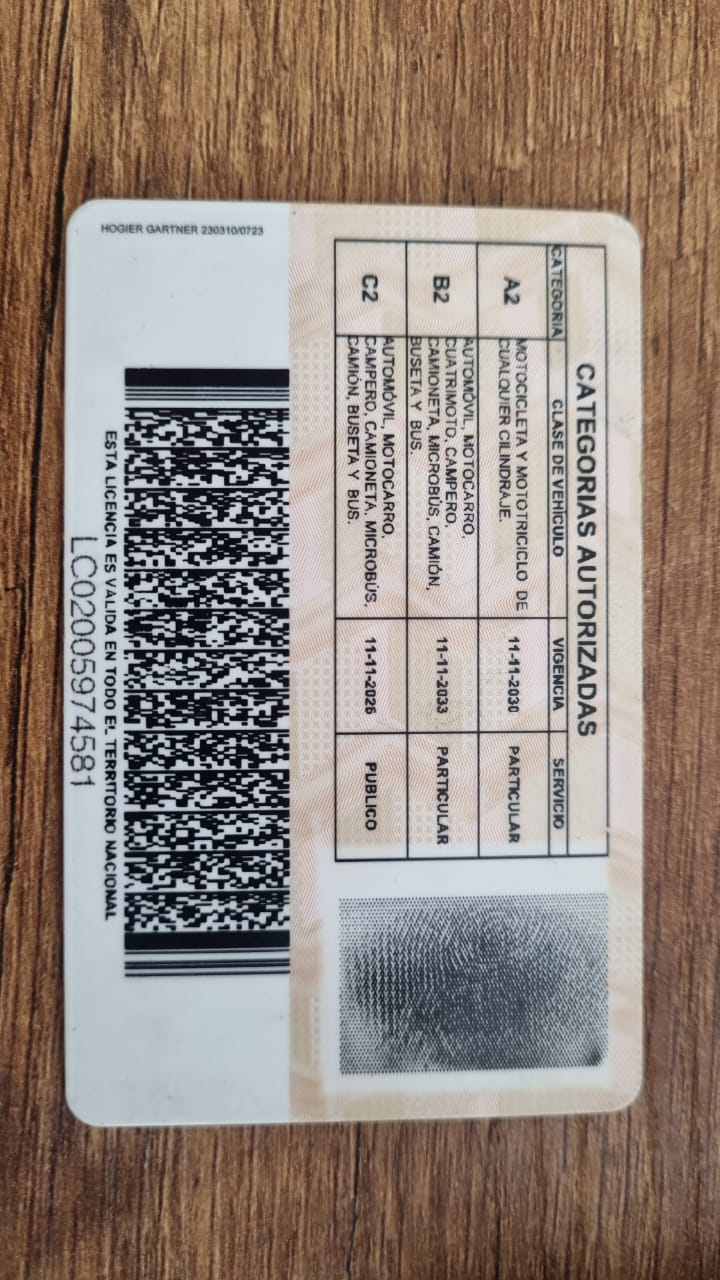 CATEGORIAS AUTORIZADAS
CATEGORIA CLASE DE VEHÍCULO VIGENCIA SERVICIO
A2 MOTOCICLETA Y MOTOTRICICLO DE CUALQUIER CILINDRAJE. 11-11-2030 PARTICULAR
B2 AUTOMÓVIL, MOTOCARRO, CUATRIMOTO, CAMPERO, CAMIONETA, MICROBÚS, CAMIÓN, BUSETA Y BUS. 11-11-2033 PARTICULAR
C2 AUTOMÓVIL, MOTOCARRO, CAMPERO, CAMIONETA, MICROBÚS, CAMIÓN, BUSETA Y BUS. 11-11-2026 PUBLICO
HOGIER GARTNER 230310/0723
ESTA LICENCIA ES VALIDA EN TODO EL TERRITORIO NACIONAL
LC02005974581